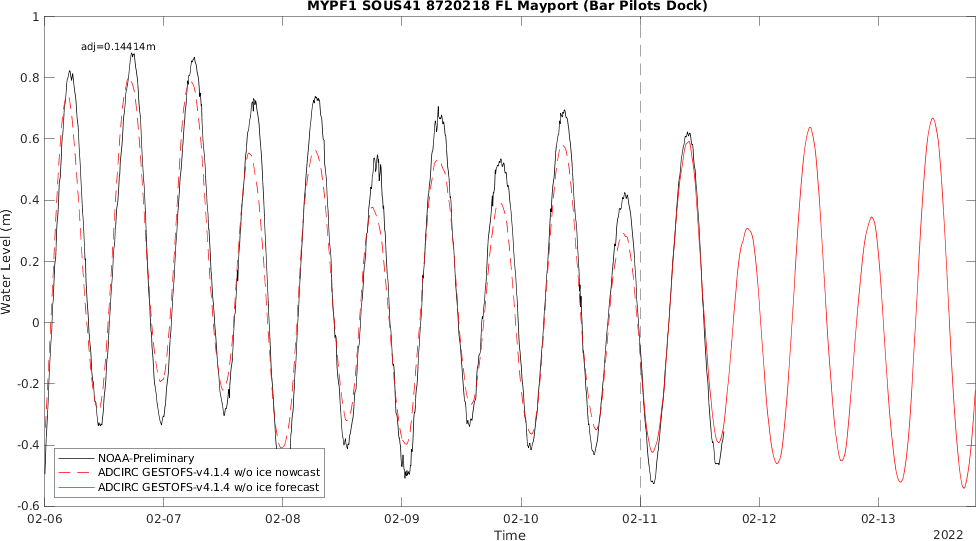 MYPF1 SOUS41 8720218 FL Mayport (Bar Pilots Dock)
adj=0.14414m
1
0.8
0.6
0.4
0.2
0
-0.2
-0.4
-0.6
Water Level (m)
NOAA-Preliminary
ADCIRC GESTOFS-v4.1.4 w/o ice nowcast
ADCIRC GESTOFS-v4.1.4 w/o ice forecast
02-06 02-07 02-08 02-09 02-10 02-11 02-12 02-13
Time
2022